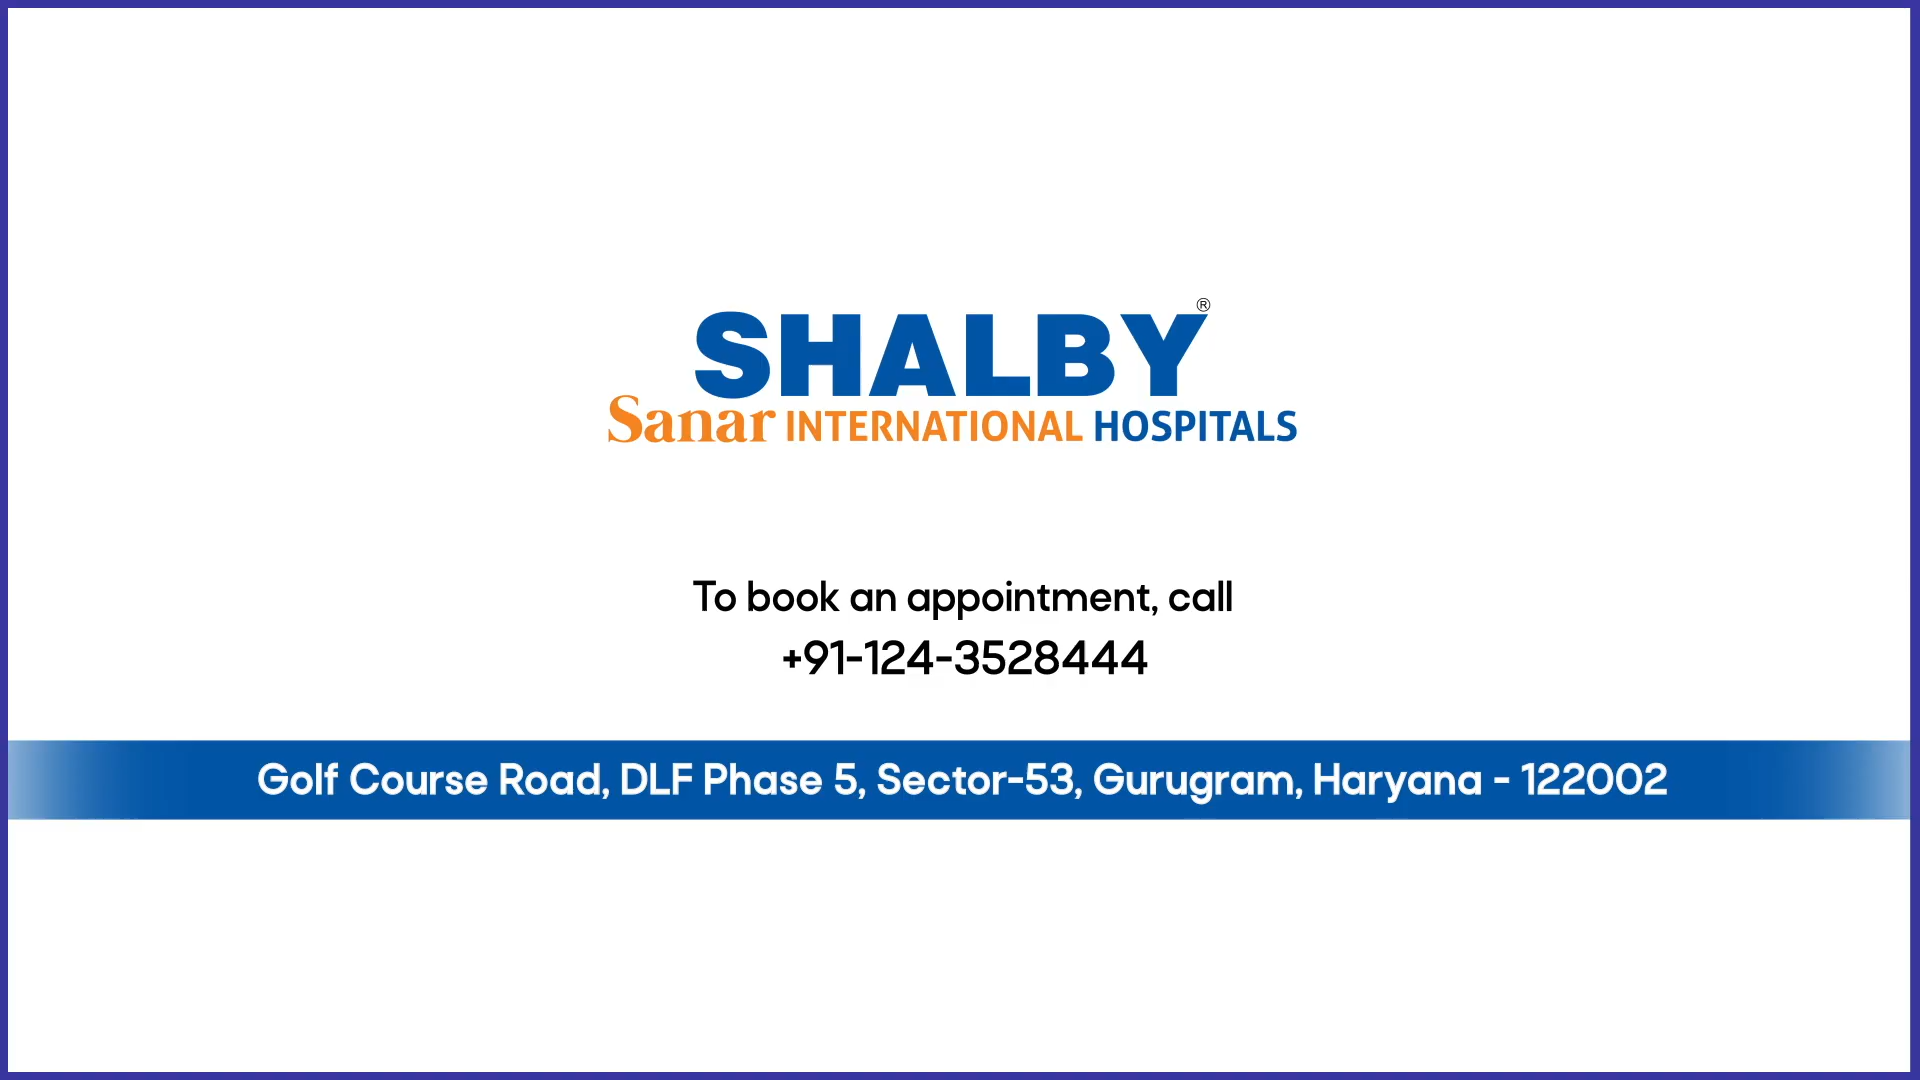 SHALBY®
Sanar INTERNATIONAL HOSPITALS
To book an appointment, call
+91-124-3528444
Golf Course Road, DLF Phase 5, Sector-53, Gurugram, Haryana - 122002